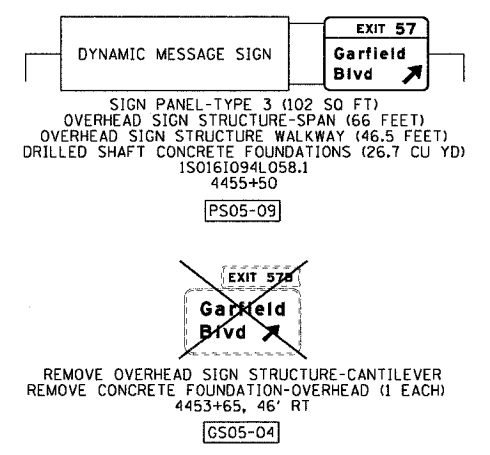 DYNAMIC MESSAGE SIGN
EXIT 57
Garfield
Blvd
SIGN PANEL-TYPE 3 (102 SQ FT)
OVERHEAD SIGN STRUCTURE-SPAN (66 FEET)
OVERHEAD SIGN STRUCTURE WALKWAY (46.5 FEET)
DRILLED SHAFT CONCRETE FOUNDATIONS (26.7 CU YD)
1S016I094L058.1
4455+50
PS05-09
EXIT 57B
Garfield
Blvd
REMOVE OVERHEAD SIGN STRUCTURE-CANTILEVER
REMOVE CONCRETE FOUNDATION-OVERHEAD (1 EACH)
4453+65, 46' RT
GS05-04